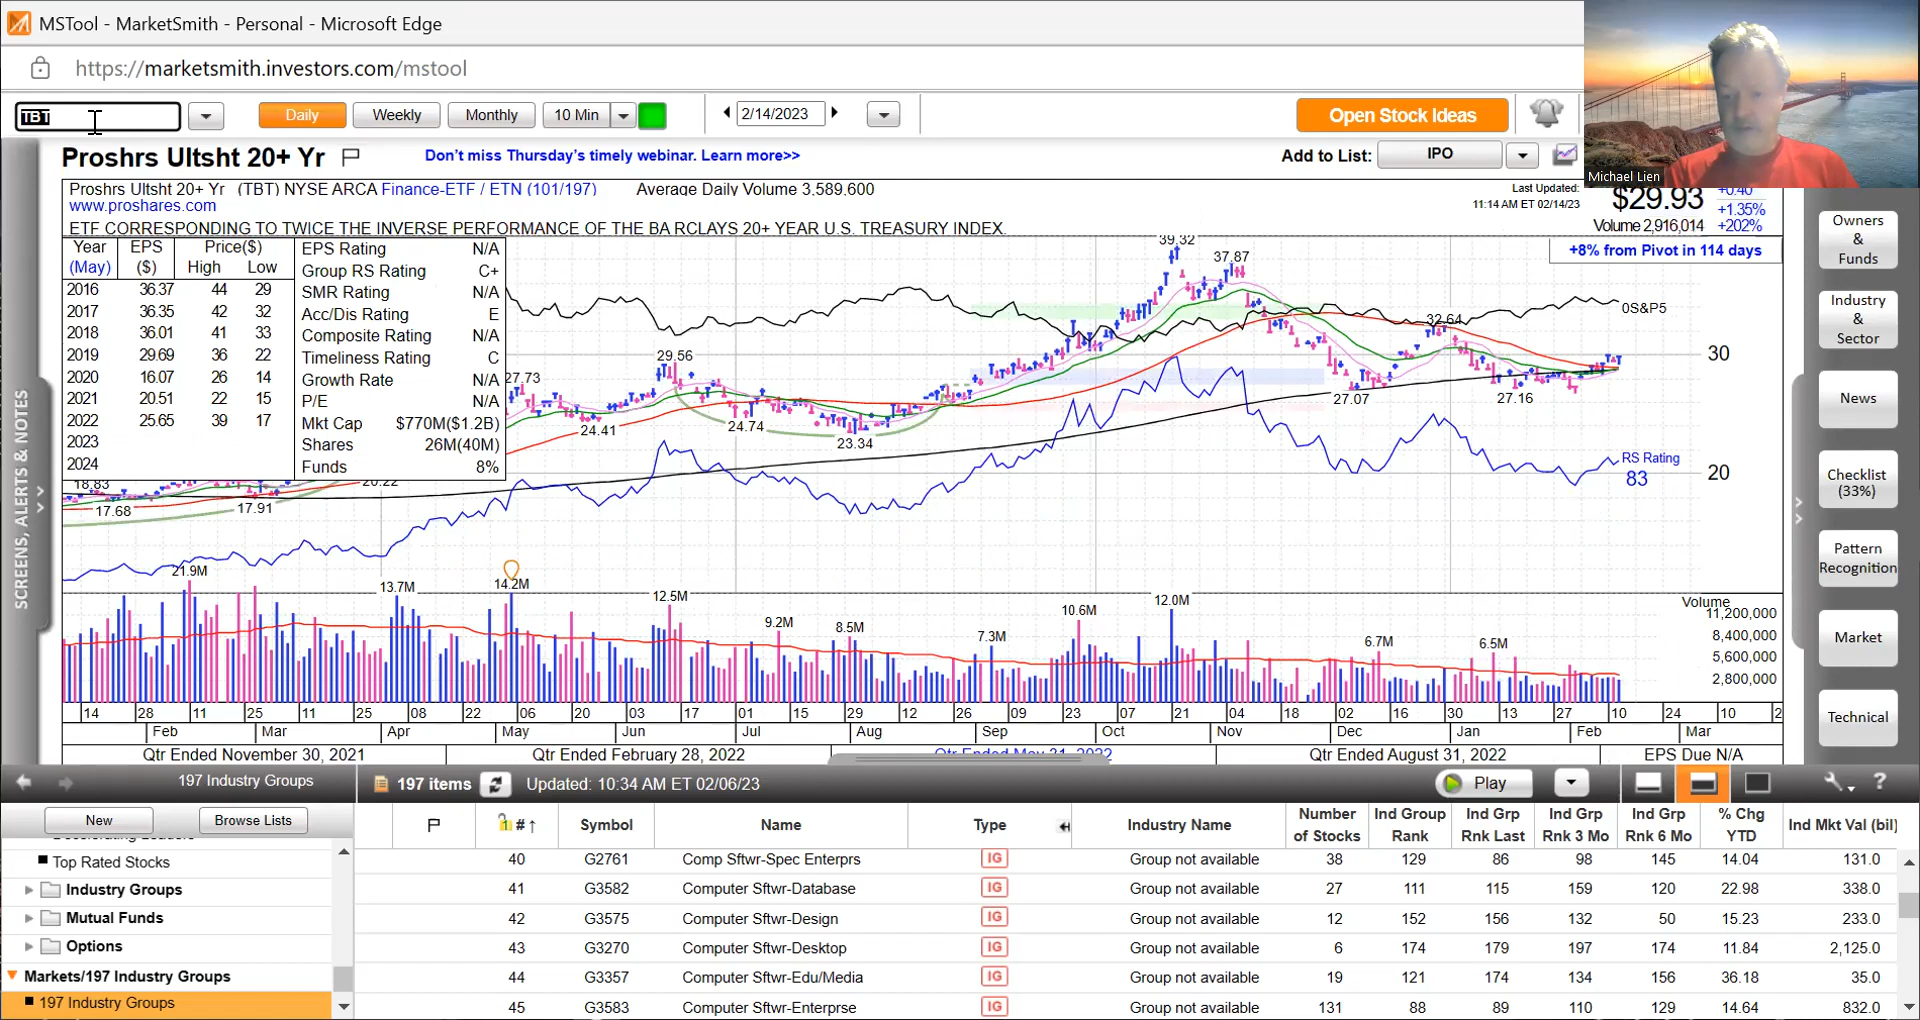 MSTool - MarketSmith - Personal - Microsoft Edge
https://marketsmith.investors.com/mstool
TBT
Daily
Weekly
Monthly
10 Min
2/14/2023
Open Stock Ideas
Michael Lien
Proshrs Ultsht 20+ Yr
Don't miss Thursday's timely webinar. Learn more>>
Add to List:
IPO
Proshrs Ultsht 20+ Yr (TBT) NYSE ARCA Finance-ETF / ETN (101/197) Average Daily Volume 3,589,600
www.proshares.com
ETF CORRESPONDING TO TWICE THE INVERSE PERFORMANCE OF THE BA RCLAYS 20+ YEAR U.S. TREASURY INDEX.
Last Updated:
11:14 AM ET 02/14/23
$29.93
+0.40
+1.35%
Volume 2,916,014 +202%
+8% from Pivot in 114 days
Year EPS Price($)
(May) ($) High Low
2016 36.37 44 29
2017 36.35 42 32
2018 36.01 41 33
2019 29.69 36 22
2020 16.07 26 14
2021 20.51 22 15
2022 25.65 39 17
2023
2024
EPS Rating N/A
Group RS Rating C+
SMR Rating N/A
Acc/Dis Rating E
Composite Rating N/A
Timeliness Rating C
Growth Rate N/A
P/E N/A
Mkt Cap $770M($1.2B)
Shares 26M(40M)
Funds 8%
39.32
37.87
32.64
0S&P5
30
29.56
27.73
27.07
27.16
24.41
24.74
23.34
RS Rating
83
20
18.83
20.22
17.68
17.91
21.9M
13.7M
14.2M
12.5M
9.2M
8.5M
7.3M
10.6M
12.0M
6.7M
6.5M
Volume
11,200,000
8,400,000
5,600,000
2,800,000
14 28 11 25 11 25 08 22 06 20 03 17 01 15 29 12 26 09 23 07 21 04 18 02 16 30 13 27 10 24 10 2
Feb Mar Apr May Jun Jul Aug Sep Oct Nov Dec Jan Feb Mar
Qtr Ended November 30, 2021 Qtr Ended February 28, 2022 Qtr Ended May 31, 2022 Qtr Ended August 31, 2022 EPS Due N/A
SCREENS, ALERTS & NOTES
Owners
&
Funds
Industry
&
Sector
News
Checklist
(33%)
Pattern
Recognition
Market
Technical
197 Industry Groups
197 items
Updated: 10:34 AM ET 02/06/23
Play
?
New
Browse Lists
Decelerating Leaders
Top Rated Stocks
Industry Groups
Mutual Funds
Options
Markets/197 Industry Groups
197 Industry Groups
# Symbol Name Type Industry Name Number of Stocks Ind Group Rank Ind Grp Rnk Last Ind Grp Rnk 3 Mo Ind Grp Rnk 6 Mo % Chg YTD Ind Mkt Val (bil)
40 G2761 Comp Sftwr-Spec Enterprs IG Group not available 38 129 86 98 145 14.04 131.0
41 G3582 Computer Sftwr-Database IG Group not available 27 111 115 159 120 22.98 338.0
42 G3575 Computer Sftwr-Design IG Group not available 12 152 156 132 50 15.23 233.0
43 G3270 Computer Sftwr-Desktop IG Group not available 6 174 179 197 174 11.84 2,125.0
44 G3357 Computer Sftwr-Edu/Media IG Group not available 19 121 174 134 156 36.18 35.0
45 G3583 Computer Sftwr-Enterprse IG Group not available 131 88 89 110 129 14.64 832.0